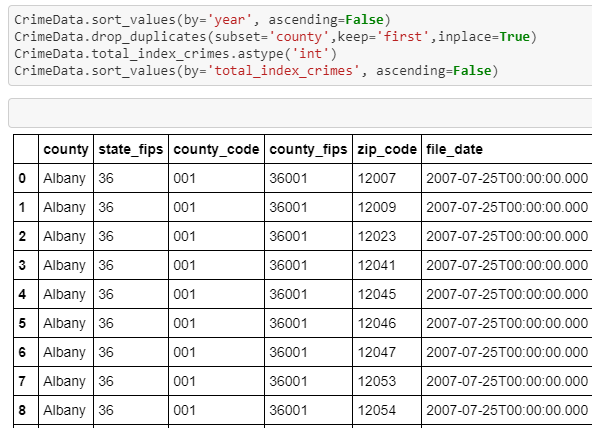 CrimeData.sort_values(by='year', ascending=False)
CrimeData.drop_duplicates(subset='county',keep='first',inplace=True)
CrimeData.total_index_crimes.astype('int')
CrimeData.sort_values(by='total_index_crimes', ascending=False)
county state_fips county_code county_fips zip_code file_date
0 Albany 36 001 36001 12007 2007-07-25T00:00:00.000
1 Albany 36 001 36001 12009 2007-07-25T00:00:00.000
2 Albany 36 001 36001 12023 2007-07-25T00:00:00.000
3 Albany 36 001 36001 12041 2007-07-25T00:00:00.000
4 Albany 36 001 36001 12045 2007-07-25T00:00:00.000
5 Albany 36 001 36001 12046 2007-07-25T00:00:00.000
6 Albany 36 001 36001 12047 2007-07-25T00:00:00.000
7 Albany 36 001 36001 12053 2007-07-25T00:00:00.000
8 Albany 36 001 36001 12054 2007-07-25T00:00:00.000